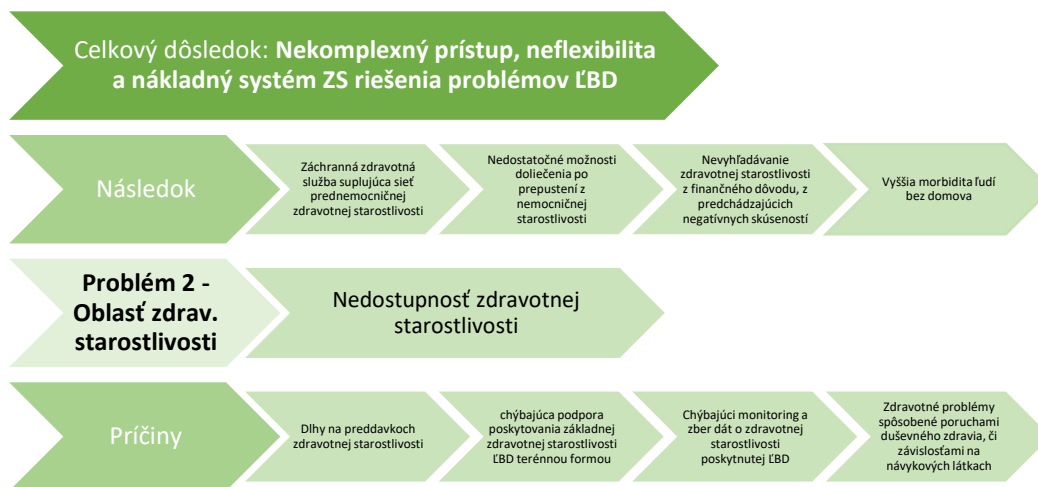 Celkový dôsledok: Nekomplexný prístup, neflexibilita
a nákladný systém ZS riešenia problémov ĽBD
Následok
Záchranná zdravotná
služba suplujúca sieť
prednemocničnej
zdravotnej starostlivosti
Nedostatočné možnosti
doliečenia po
prepustení z
nemocničnej
starostlivosti
Nevyhľadávanie
zdravotnej starostlivosti
z finančného dôvodu, z
predchádzajúcich
negatívnych skúseností
Vyššia morbidita ľudí
bez domova
Problém 2 -
Oblasť zdrav.
starostlivosti
Nedostupnosť zdravotnej
starostlivosti
Príčiny
Dlhy na preddavkoch
zdravotnej starostlivosti
chýbajúca podpora
poskytovania základnej
zdravotnej starostlivosti
ĽBD terénnou formou
Chýbajúci monitoring a
zber dát o zdravotnej
starostlivosti
poskytnutej ĽBD
Zdravotné problémy
spôsobené poruchami
duševného zdravia, či
závislosťami na
návykových látkach